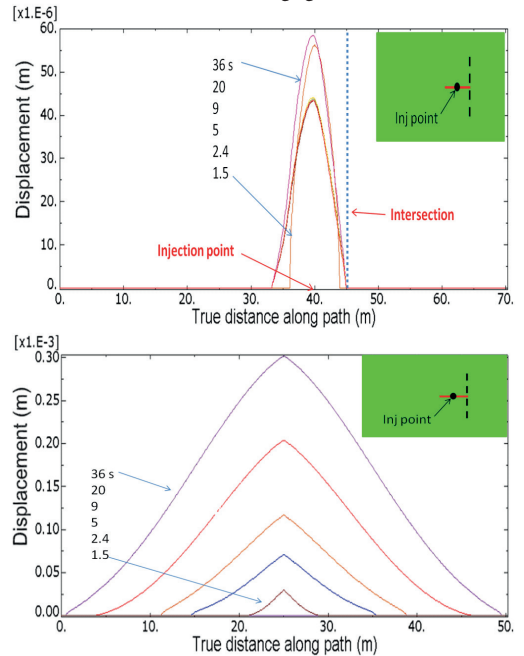 [x1.E-6]
60.
50.
40.
30.
20.
10.
0.
Displacement (m)
36 s
20
9
5
2.4
1.5
Inj point
Injection point
Intersection
0. 10. 20. 30. 40. 50. 60. 70.
True distance along path (m)
[x1.E-3]
0.30
0.25
0.20
0.15
0.10
0.05
0.00
Displacement (m)
36 s
20
9
5
2.4
1.5
Inj point
0. 10. 20. 30. 40. 50.
True distance along path (m)